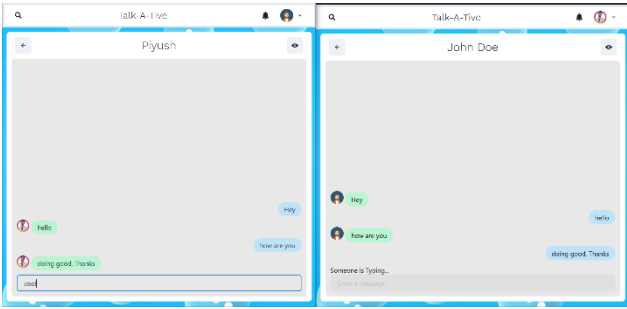 Talk-A-Tive
Piyush
Hey
hello
how are you
doing good, Thanks
cool
Talk-A-Tive
John Doe
Hey
hello
how are you
doing good, Thanks
Someone is Typing..
Enter a message..